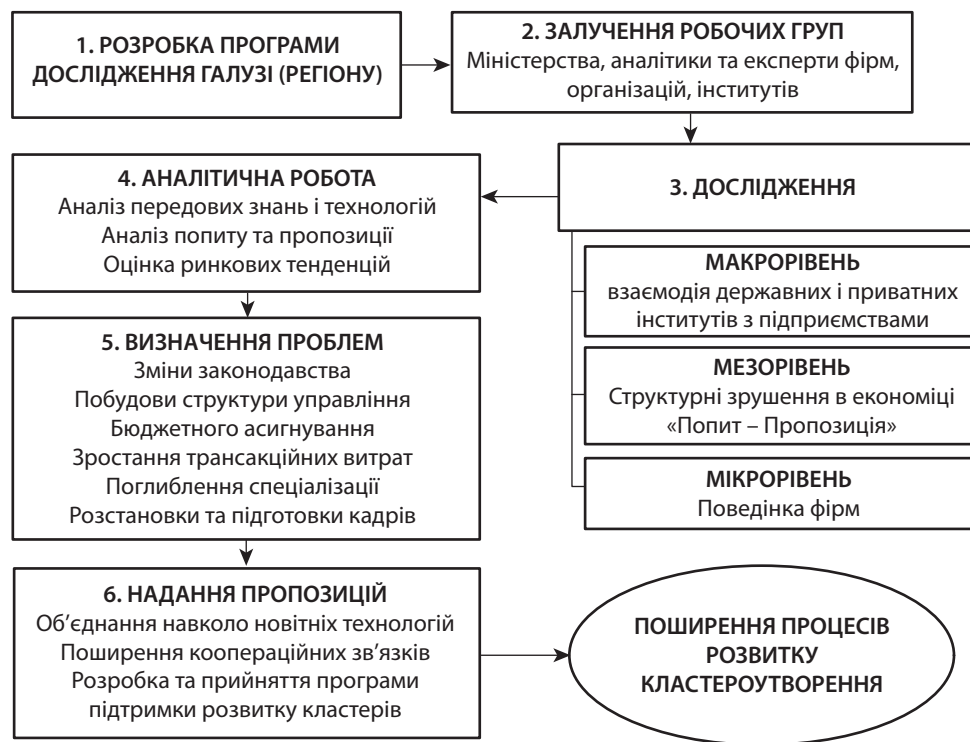 1. РОЗРОБКА ПРОГРАМИ
ДОСЛІДЖЕННЯ ГАЛУЗІ (РЕГІОНУ)
2. ЗАЛУЧЕННЯ РОБОЧИХ ГРУП
Міністерства, аналітики та експерти фірм,
організацій, інститутів
3. ДОСЛІДЖЕННЯ
МАКРОРІВЕНЬ
взаємодія державних і приватних
інститутів з підприємствами
МЕЗОРІВЕНЬ
Структурні зрушення в економіці
«Попит – Пропозиція»
МІКРОРІВЕНЬ
Поведінка фірм
4. АНАЛІТИЧНА РОБОТА
Аналіз передових знань і технологій
Аналіз попиту та пропозиції
Оцінка ринкових тенденцій
5. ВИЗНАЧЕННЯ ПРОБЛЕМ
Зміни законодавства
Побудови структури управління
Бюджетного асигнування
Зростання трансакційних витрат
Поглиблення спеціалізації
Розстановки та підготовки кадрів
6. НАДАННЯ ПРОПОЗИЦІЙ
Об’єднання навколо новітніх технологій
Поширення коопераційних зв’язків
Розробка та прийняття програми
підтримки розвитку кластерів
ПОШИРЕННЯ ПРОЦЕСІВ
РОЗВИТКУ
КЛАСТЕРОУТВОРЕННЯ